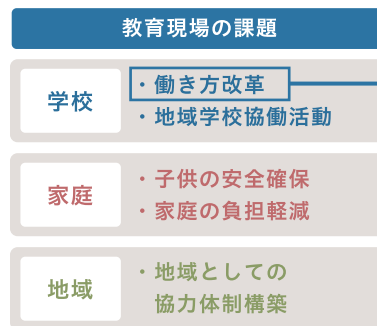 教育現場の課題
学校
・働き方改革
・地域学校協働活動
家庭
・子供の安全確保
・家庭の負担軽減
地域
・地域としての
協力体制構築